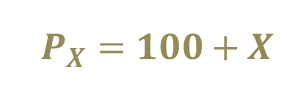 P_X = 100 + X